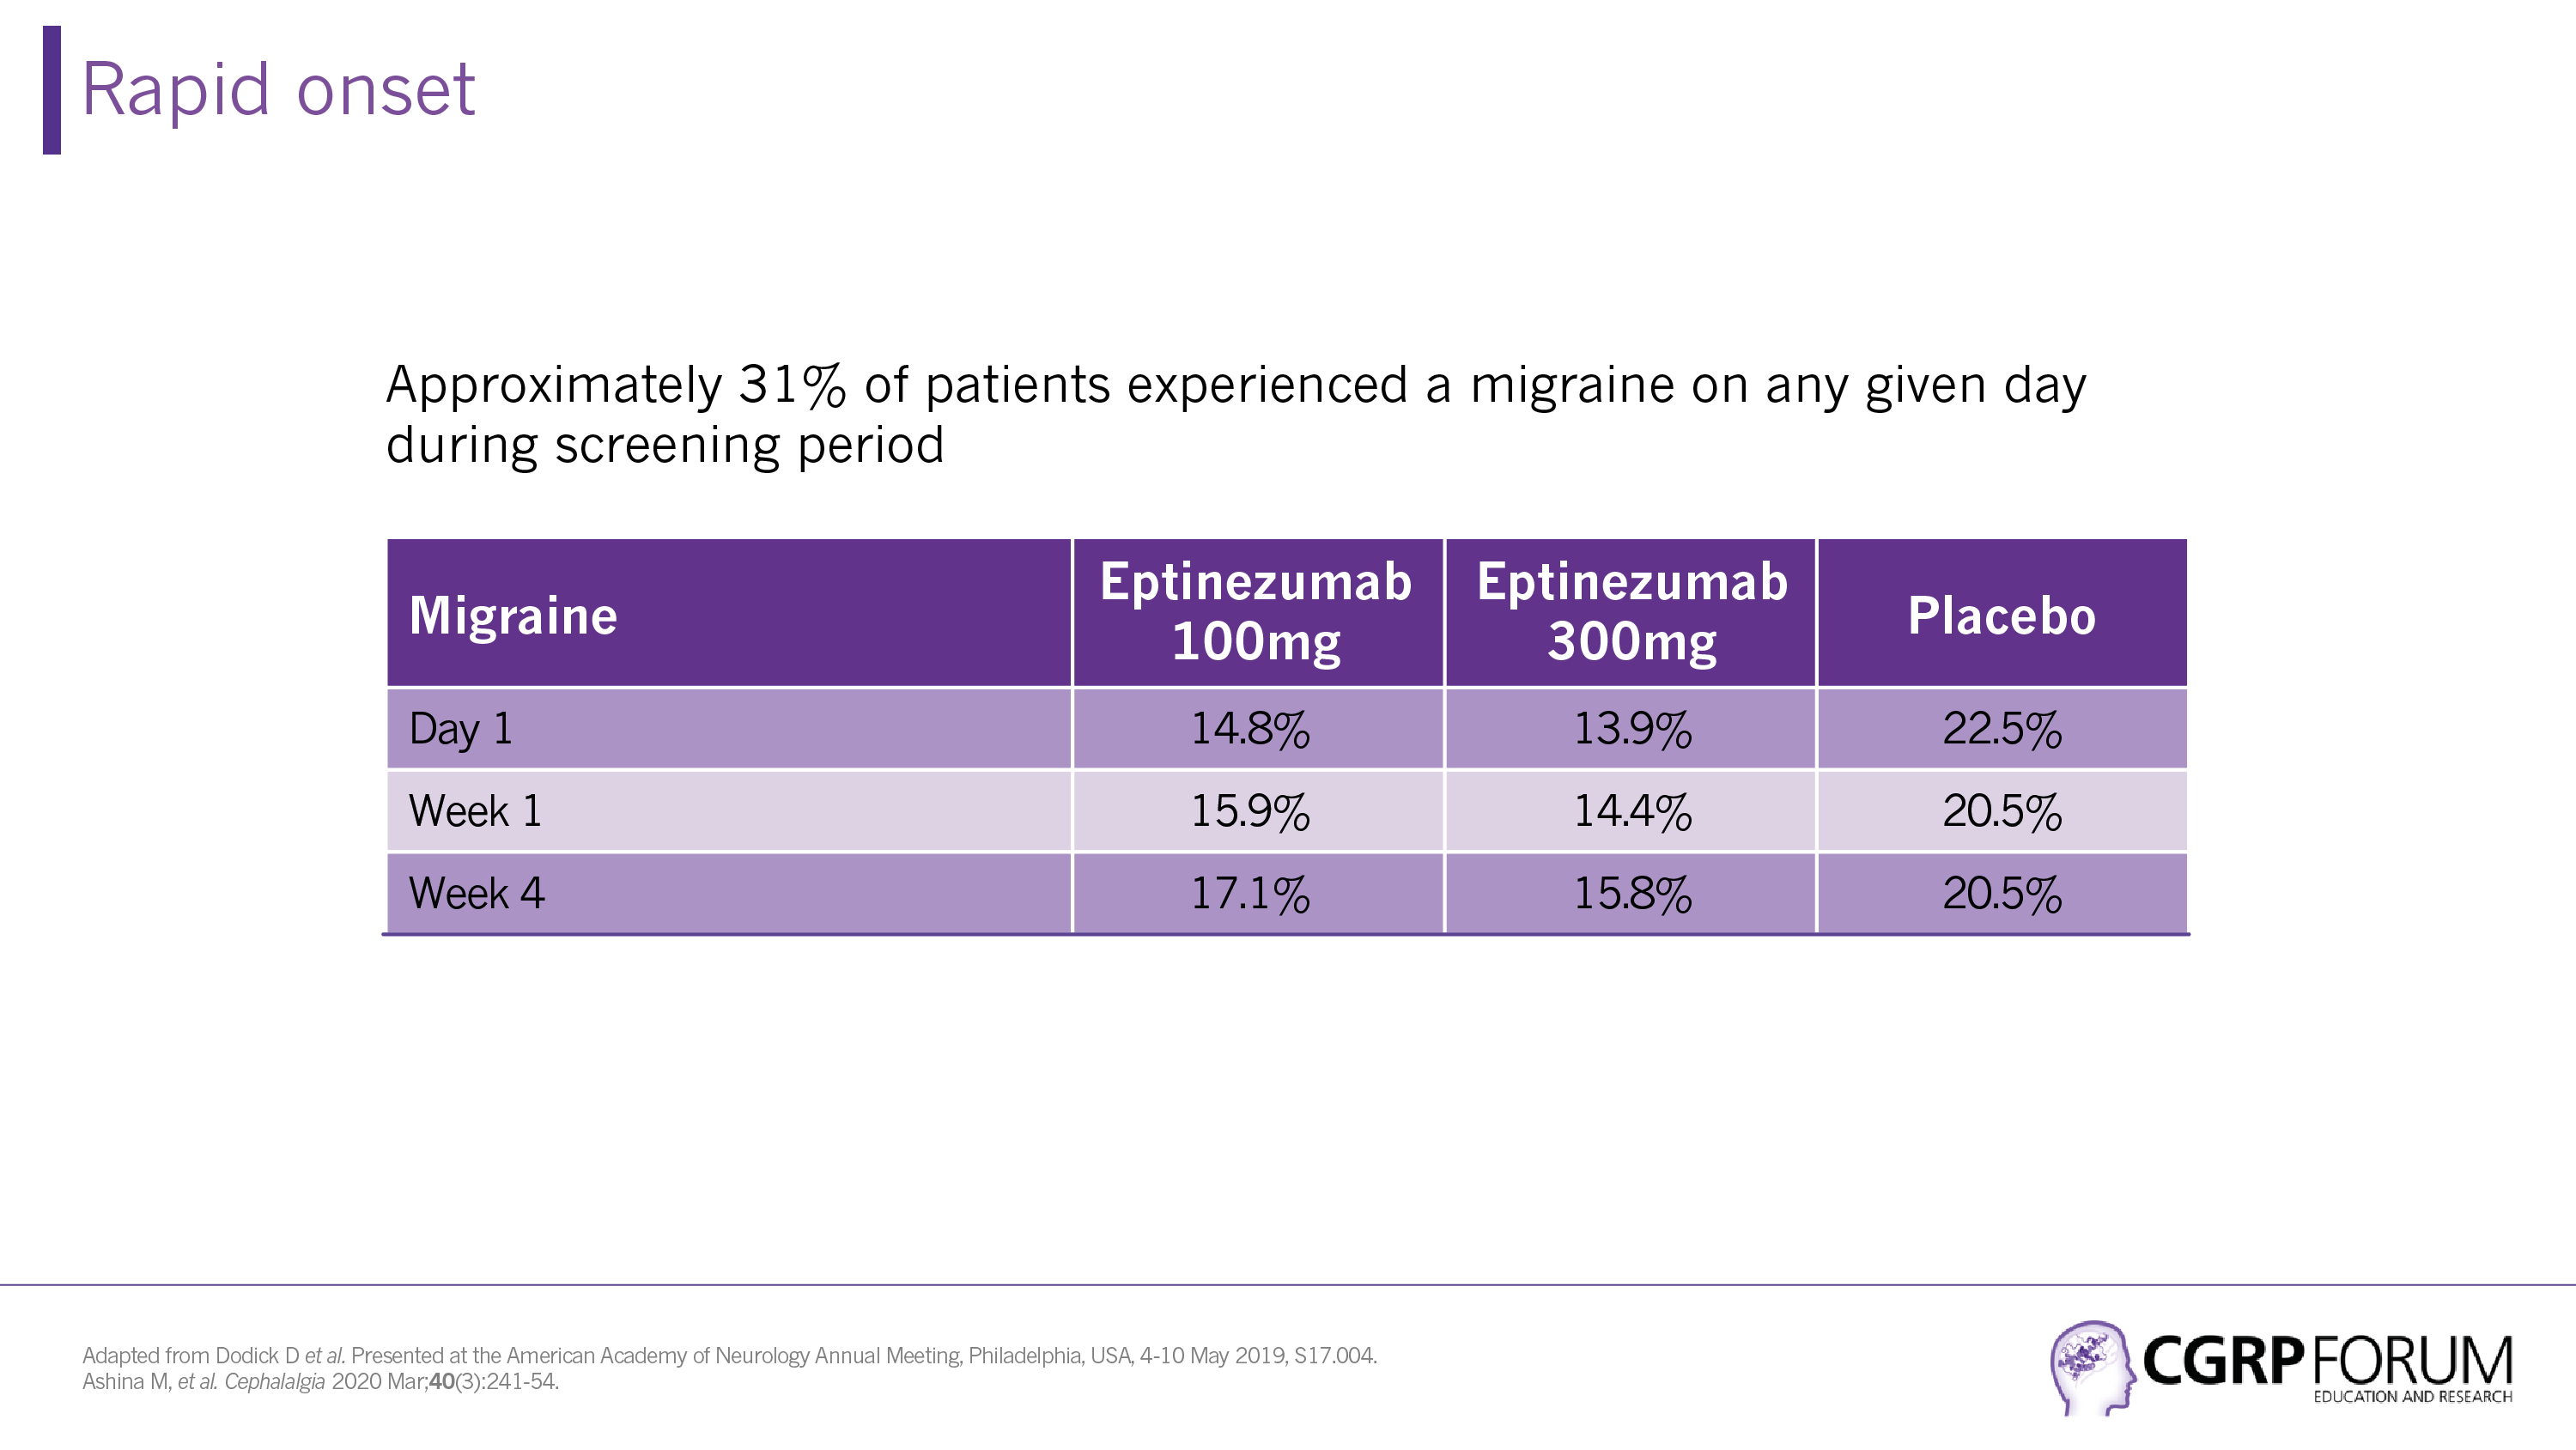 Rapid onset
Approximately 31% of patients experienced a migraine on any given day
during screening period
Migraine
Eptinezumab
100mg
Eptinezumab
300mg
Placebo
Day 1 14.8% 13.9% 22.5%
Week 1 15.9% 14.4% 20.5%
Week 4 17.1% 15.8% 20.5%
Adapted from Dodick D et al. Presented at the American Academy of Neurology Annual Meeting, Philadelphia, USA, 4-10 May 2019, S17.004.
Ashina M, et al. Cephalalgia 2020 Mar;40(3):241-54.
CGRP FORUM
EDUCATION AND RESEARCH